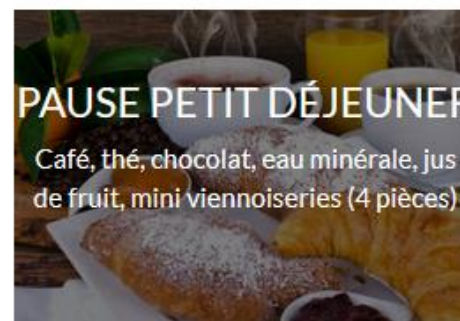 PAUSE PETIT DÉJEUNER
Café, thé, chocolat, eau minérale, jus
de fruit, mini viennoiseries (4 pièces)